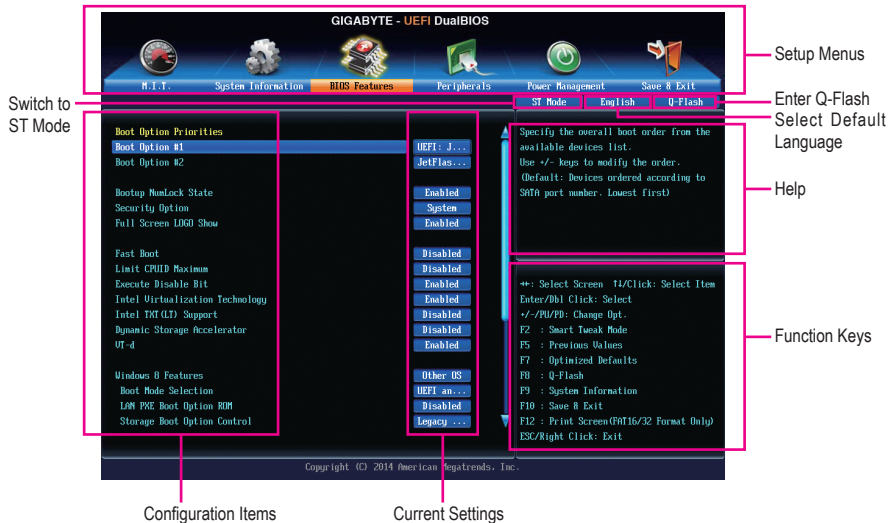 GIGABYTE - UEFI DualBIOS
Setup Menus
M.I.T. System Information BIOS Features Peripherals Power Management Save & Exit
Switch to
ST Mode
ST Mode English Q-Flash
Enter Q-Flash
Select Default
Language
Boot Option Priorities
Boot Option #1 UEFI: J...
Boot Option #2 JetFlas...
Bootup NumLock State Enabled
Security Option System
Full Screen LOGO Show Enabled
Fast Boot Disabled
Limit CPUID Maximum Disabled
Execute Disable Bit Enabled
Intel Virtualization Technology Enabled
Intel TXT(LT) Support Disabled
Dynamic Storage Accelerator Disabled
VT-d Enabled
Windows 8 Features Other OS
Boot Mode Selection UEFI an...
LAN PXE Boot Option ROM Disabled
Storage Boot Option Control Legacy ...
Specify the overall boot order from the
available devices list.
Use +/- keys to modify the order.
(Default: Devices ordered according to
SATA port number. Lowest first)
Help
→←: Select Screen ↑↓/Click: Select Item
Enter/Dbl Click: Select
+/-/PU/PD: Change Opt.
F2 : Smart Tweak Mode
F5 : Previous Values
F7 : Optimized Defaults
F8 : Q-Flash
F9 : System Information
F10 : Save & Exit
F12 : Print Screen(FAT16/32 Format Only)
ESC/Right Click: Exit
Function Keys
Copyright (C) 2014 American Megatrends, Inc.
Configuration Items
Current Settings